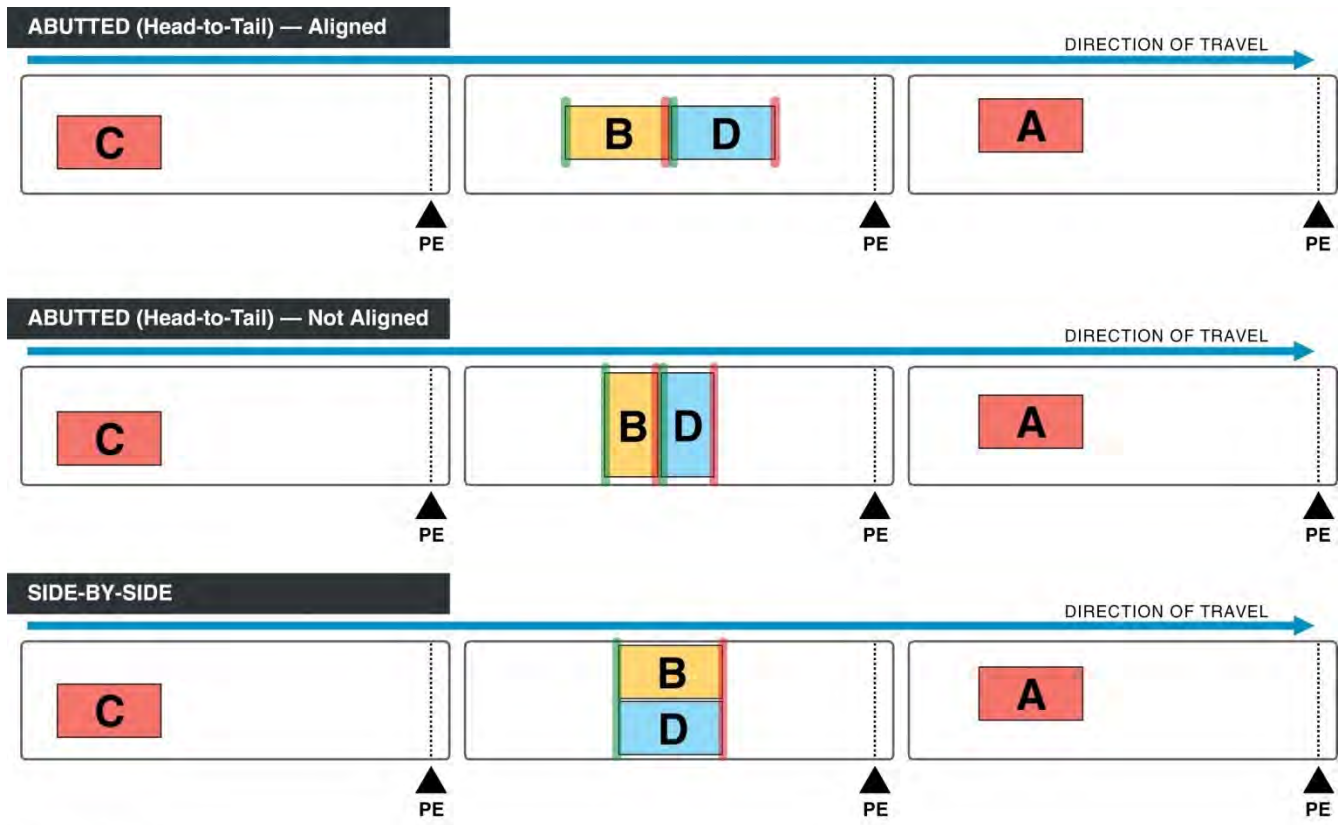 ABUTTED (Head-to-Tail) — Aligned
DIRECTION OF TRAVEL
C
B
D
A
PE
PE
PE
ABUTTED (Head-to-Tail) — Not Aligned
DIRECTION OF TRAVEL
C
B
D
A
PE
PE
PE
SIDE-BY-SIDE
DIRECTION OF TRAVEL
C
B
D
A
PE
PE
PE